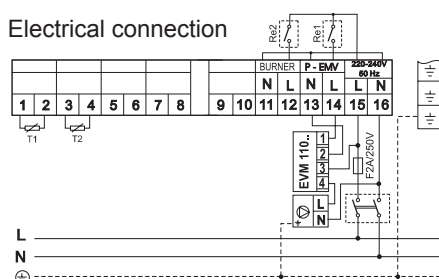 Electrical connection
Re2 Re1
BURNER P - EMV 220-240V 50 Hz
N L N L L N
1 2 3 4 5 6 7 8 9 10 11 12 13 14 15 16
T1 T2
EVM 110..
1
2
3
4
F2A/250V
L
N
L
N